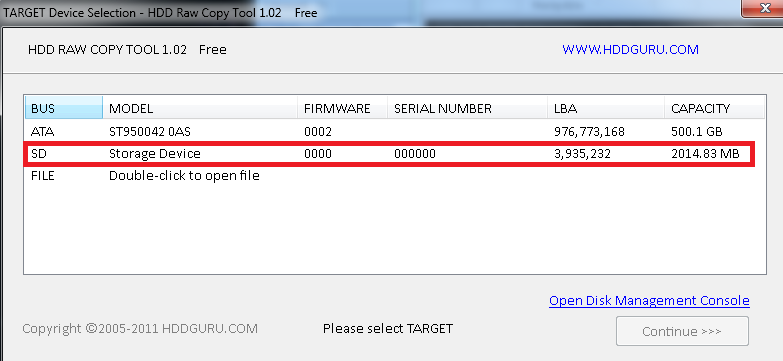 TARGET Device Selection - HDD Raw Copy Tool 1.02    Free
HDD RAW COPY TOOL 1.02    Free    WWW.HDDGURU.COM
BUS    MODEL    FIRMWARE    SERIAL NUMBER    LBA    CAPACITY
ATA    ST950042 0AS    0002    976,773,168    500.1 GB
SD    Storage Device    0000    000000    3,935,232    2014.83 MB
FILE    Double-click to open file
Open Disk Management Console
Copyright ©2005-2011 HDDGURU.COM    Please select TARGET    Continue >>>